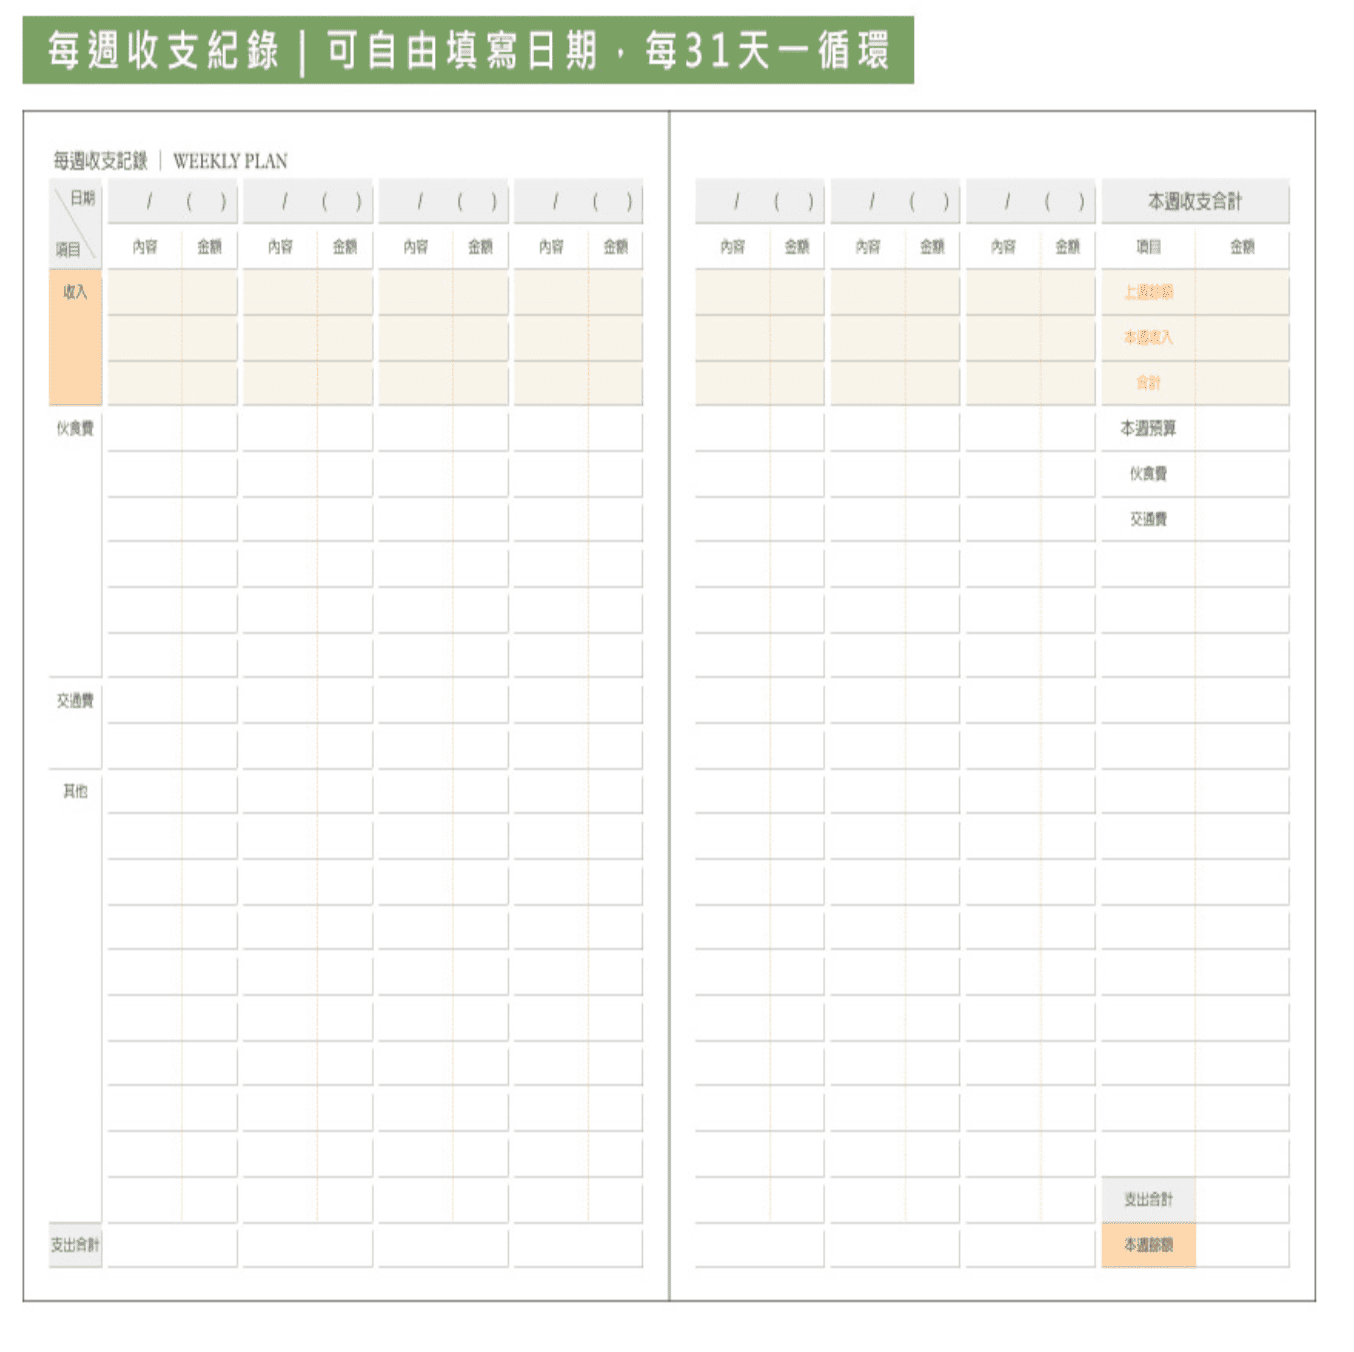 每週收支紀錄 | 可自由填寫日期，每31天一循環
每週收支記錄 | WEEKLY PLAN
日期 / ( ) / ( ) / ( ) / ( ) / ( ) / ( ) / ( ) 本週收支合計
項目 內容 金額 內容 金額 內容 金額 內容 金額 內容 金額 內容 金額 內容 金額 項目 金額
收入 上週餘額
本週收入
合計
伙食費 本週預算
伙食費
交通費
交通費
其他
支出合計
支出合計 本週餘額